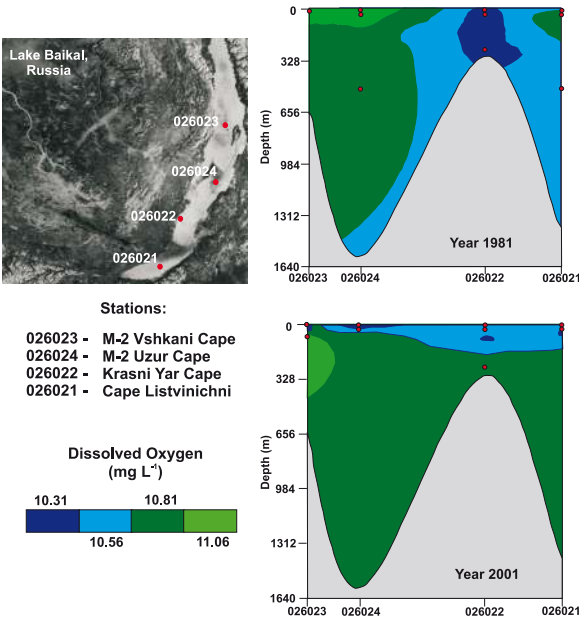 Lake Baikal,
Russia
026023
026024
026022
026021
Stations:
026023 - M-2 Vshkani Cape
026024 - M-2 Uzur Cape
026022 - Krasni Yar Cape
026021 - Cape Listvinichni
Dissolved Oxygen
(mg L⁻¹)
10.31 10.81
10.56 11.06
0
328
656
984
1312
1640
Depth (m)
Year 1981
026023 026024 026022 026021
0
328
656
984
1312
1640
Depth (m)
Year 2001
026023 026024 026022 026021